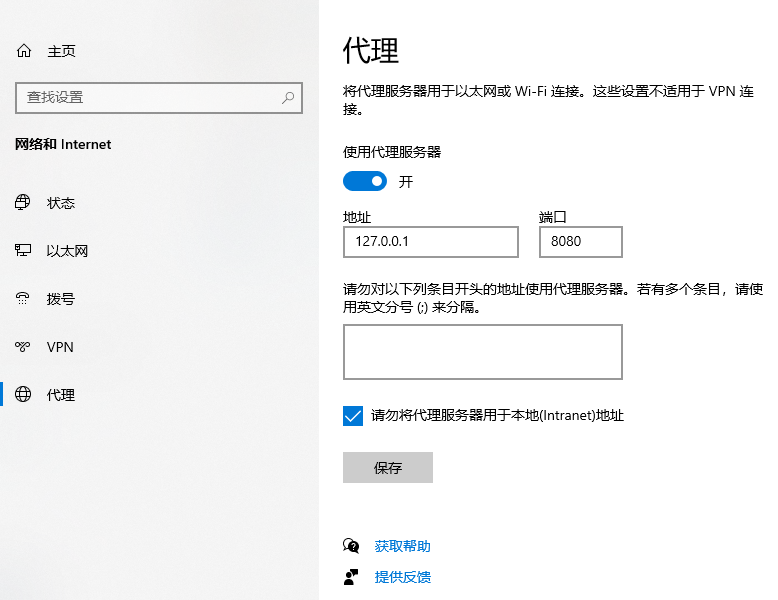 主页
查找设置
网络和 Internet
状态
以太网
拨号
VPN
代理
代理
将代理服务器用于以太网或 Wi-Fi 连接。这些设置不适用于 VPN 连
接。
使用代理服务器
开
地址 端口
127.0.0.1 8080
请勿对以下列条目开头的地址使用代理服务器。若有多个条目，请使
用英文分号 (;) 来分隔。
请勿将代理服务器用于本地(Intranet)地址
保存
获取帮助
提供反馈